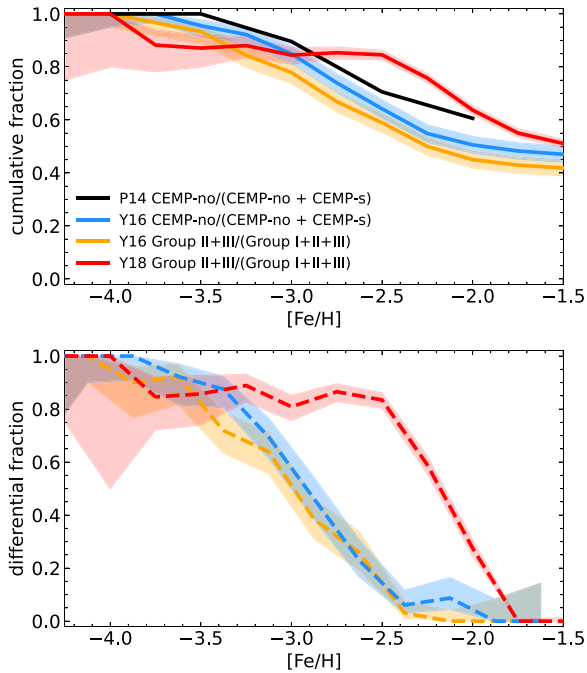 1.0
0.8
0.6
0.4
0.2
0.0
cumulative fraction
P14 CEMP-no/(CEMP-no + CEMP-s)
Y16 CEMP-no/(CEMP-no + CEMP-s)
Y16 Group II+III/(Group I+II+III)
Y18 Group II+III/(Group I+II+III)
−4.0 −3.5 −3.0 −2.5 −2.0 −1.5
[Fe/H]
1.0
0.8
0.6
0.4
0.2
0.0
differential fraction
−4.0 −3.5 −3.0 −2.5 −2.0 −1.5
[Fe/H]